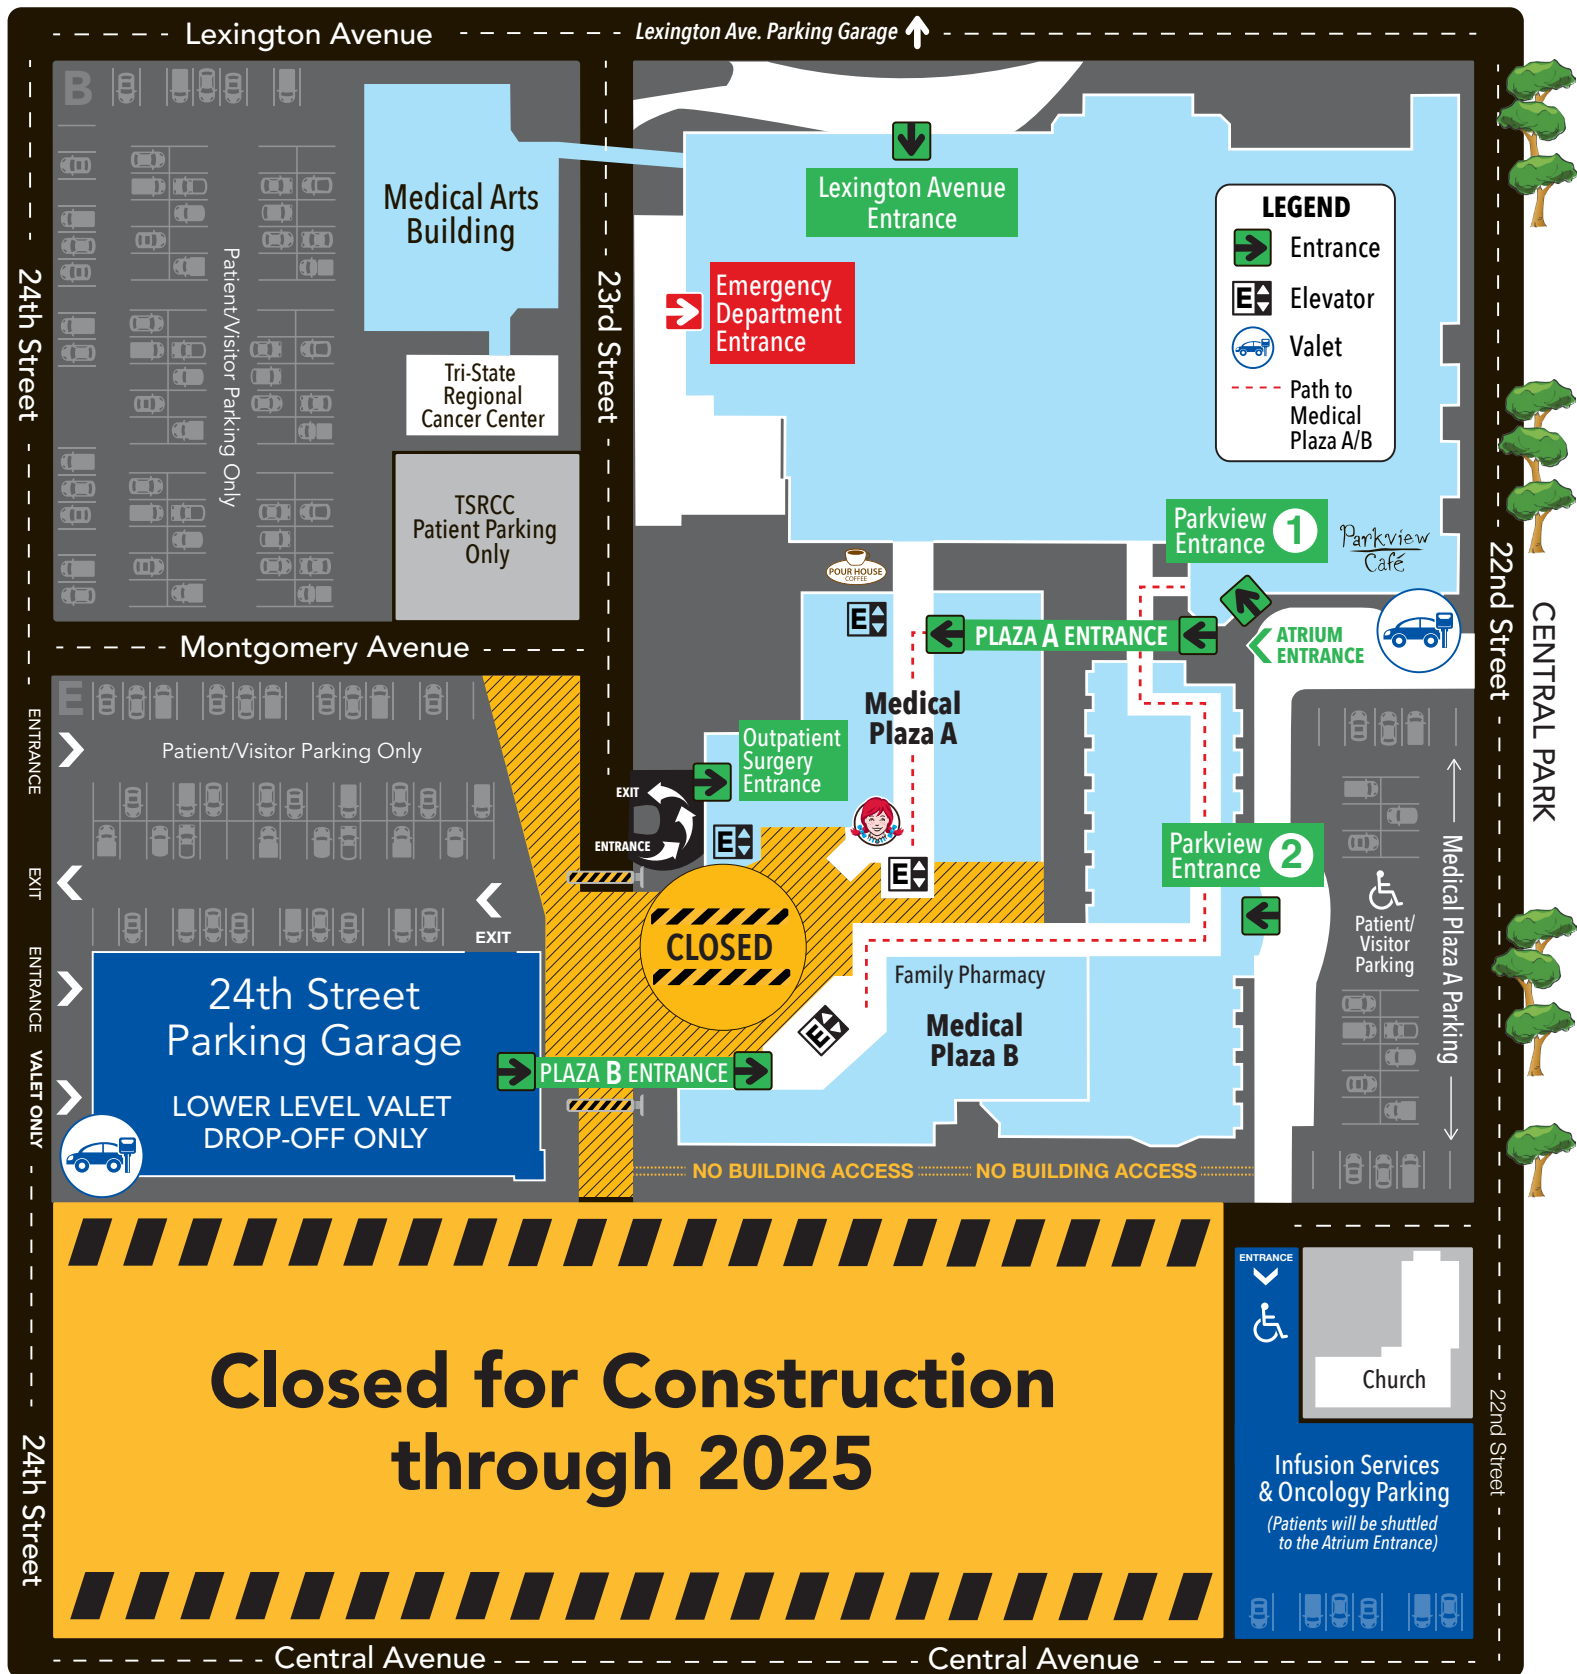 Lexington Avenue
Lexington Ave. Parking Garage
B
Medical Arts
Building
Lexington Avenue
Entrance
LEGEND
Entrance
E
Elevator
Valet
Path to
Medical
Plaza A/B
24th Street
Patient/Visitor Parking Only
23rd Street
Emergency
Department
Entrance
Tri-State
Regional
Cancer Center
TSRCC
Patient Parking
Only
Parkview
Entrance
1
Parkview
Café
POUR HOUSE
COFFEE
22nd Street
CENTRAL PARK
Montgomery Avenue
E
PLAZA A ENTRANCE
ATRIUM
ENTRANCE
E
Patient/Visitor Parking Only
ENTRANCE
Medical
Plaza A
Outpatient
Surgery
Entrance
EXIT
ENTRANCE
E
E
Parkview
Entrance
2
EXIT
EXIT
CLOSED
Patient/
Visitor
Parking
Medical Plaza A Parking
ENTRANCE
24th Street
Parking Garage
LOWER LEVEL VALET
DROP-OFF ONLY
VALET ONLY
Family Pharmacy
E
Medical
Plaza B
PLAZA B ENTRANCE
NO BUILDING ACCESS
NO BUILDING ACCESS
Closed for Construction
through 2025
24th Street
ENTRANCE
Church
22nd Street
Infusion Services
& Oncology Parking
(Patients will be shuttled
to the Atrium Entrance)
Central Avenue
Central Avenue